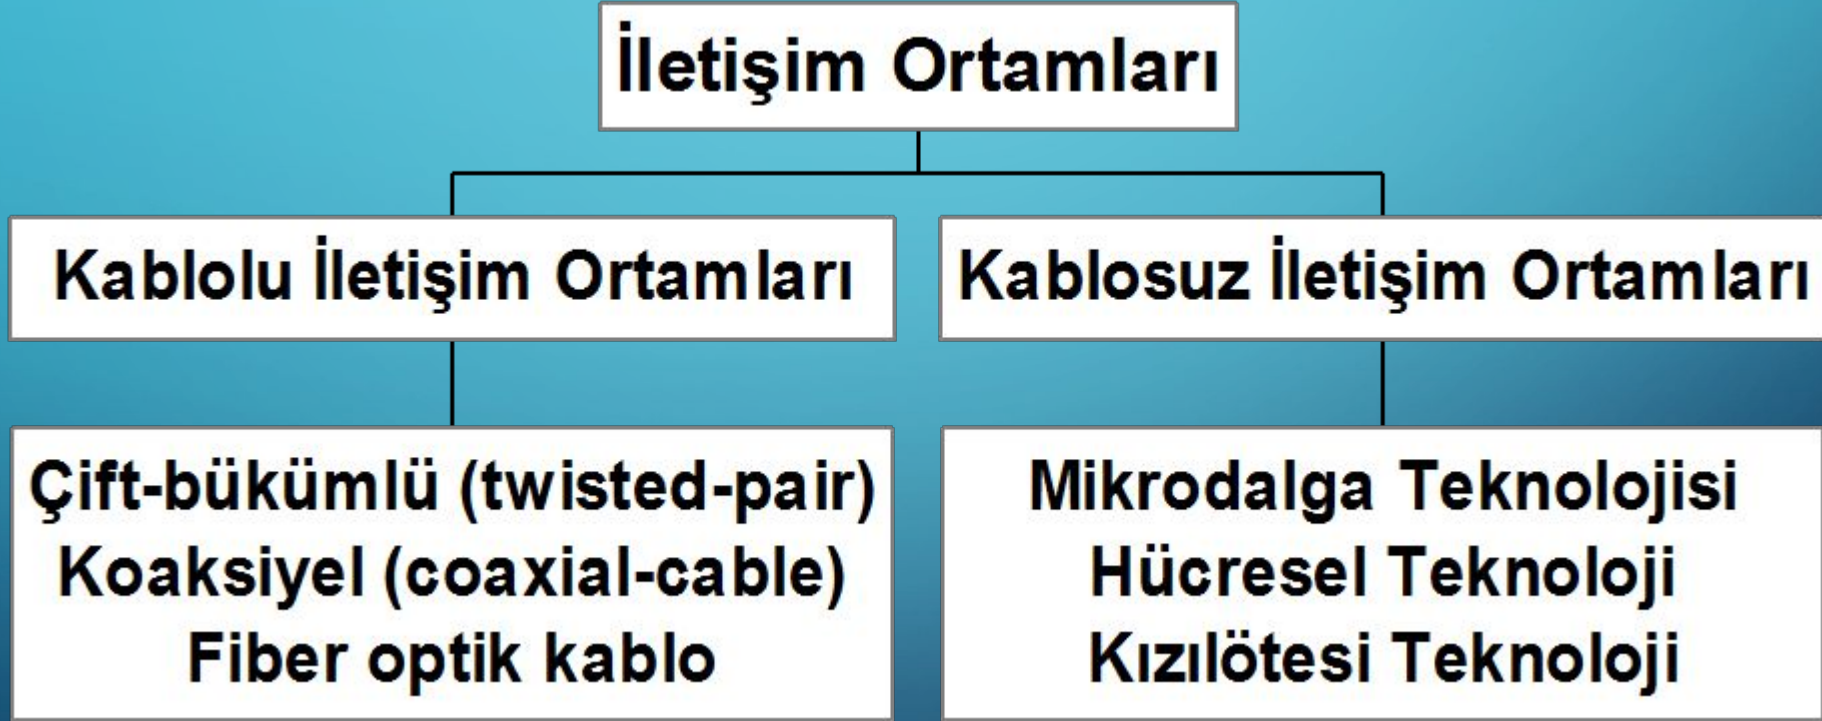 İletişim Ortamları
Kablolu İletişim Ortamları
Kablosuz İletişim Ortamları
Çift-bükümlü (twisted-pair)
Koaksiyel (coaxial-cable)
Fiber optik kablo
Mikrodalga Teknolojisi
Hücresel Teknoloji
Kızılötesi Teknoloji